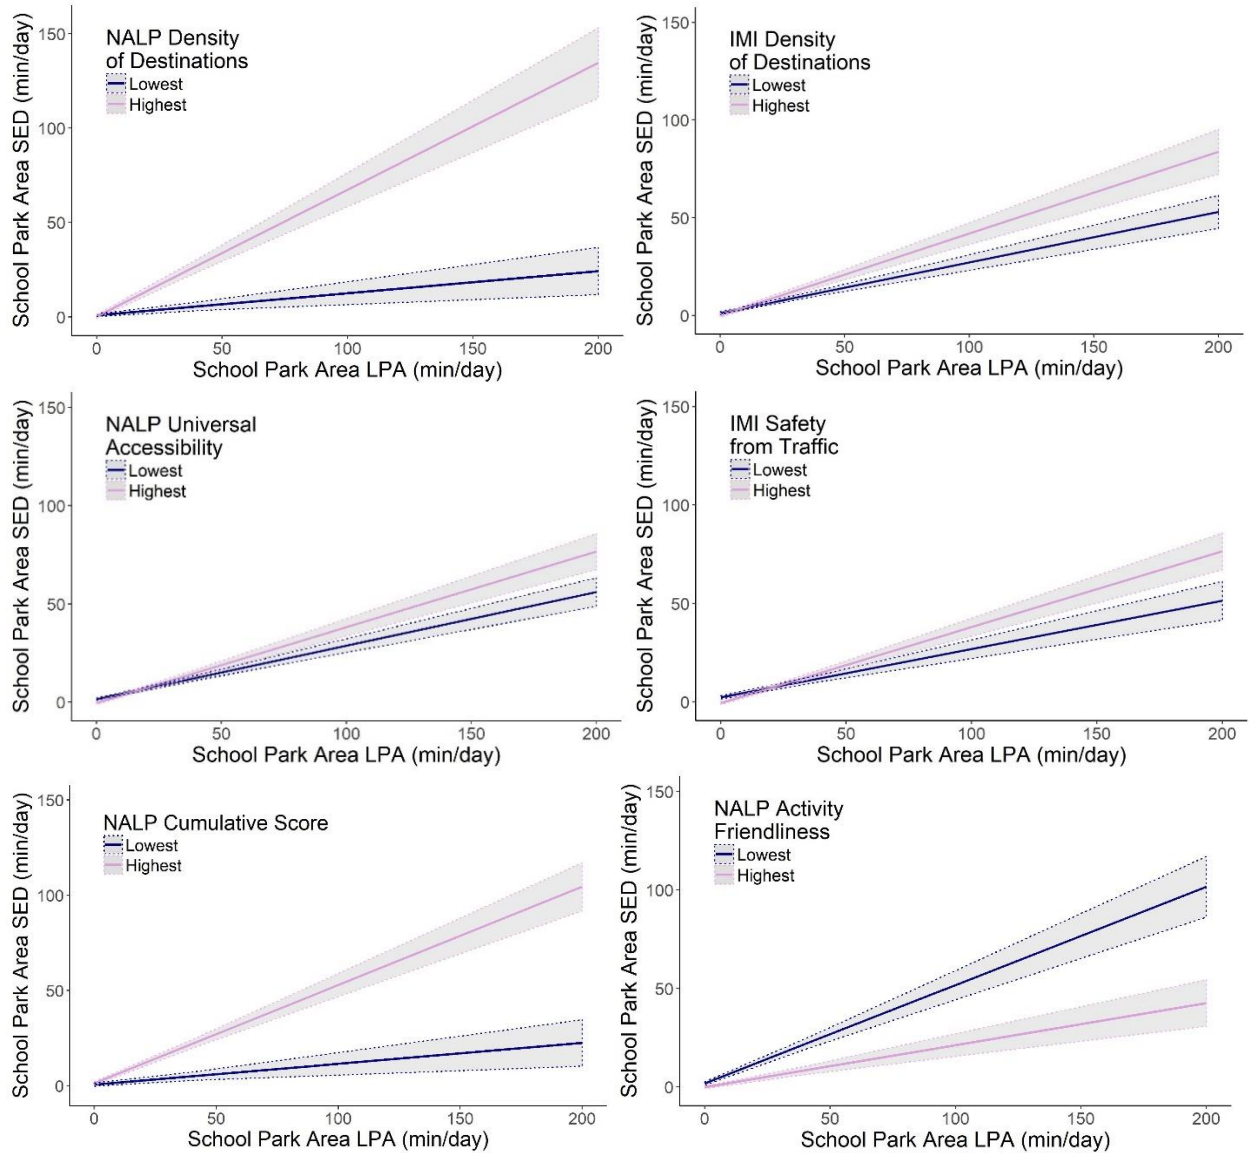 NALP Density
of Destinations
Lowest
Highest
School Park Area SED (min/day)
150
100
50
0
0 50 100 150 200
School Park Area LPA (min/day)
IMI Density
of Destinations
Lowest
Highest
School Park Area SED (min/day)
150
100
50
0
0 50 100 150 200
School Park Area LPA (min/day)
NALP Universal
Accessibility
Lowest
Highest
School Park Area SED (min/day)
150
100
50
0
0 50 100 150 200
School Park Area LPA (min/day)
IMI Safety
from Traffic
Lowest
Highest
School Park Area SED (min/day)
150
100
50
0
0 50 100 150 200
School Park Area LPA (min/day)
NALP Cumulative Score
Lowest
Highest
School Park Area SED (min/day)
150
100
50
0
0 50 100 150 200
School Park Area LPA (min/day)
NALP Activity
Friendliness
Lowest
Highest
School Park Area SED (min/day)
150
100
50
0
0 50 100 150 200
School Park Area LPA (min/day)